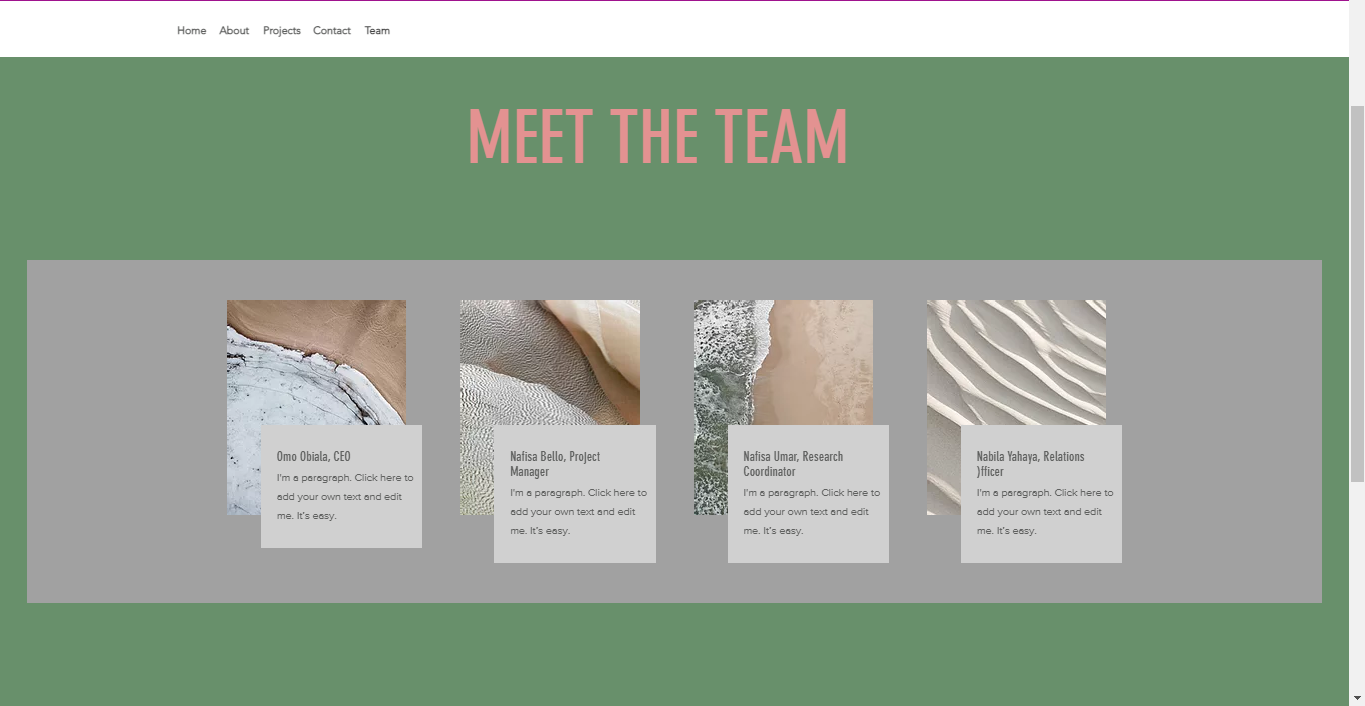 Home About Projects Contact Team
MEET THE TEAM
Omo Obiala, CEO
I'm a paragraph. Click here to
add your own text and edit
me. It's easy.
Nafisa Bello, Project
Manager
I'm a paragraph. Click here to
add your own text and edit
me. It's easy.
Nafisa Umar, Research
Coordinator
I'm a paragraph. Click here to
add your own text and edit
me. It's easy.
Nabila Yahaya, Relations
)fficer
I'm a paragraph. Click here to
add your own text and edit
me. It's easy.